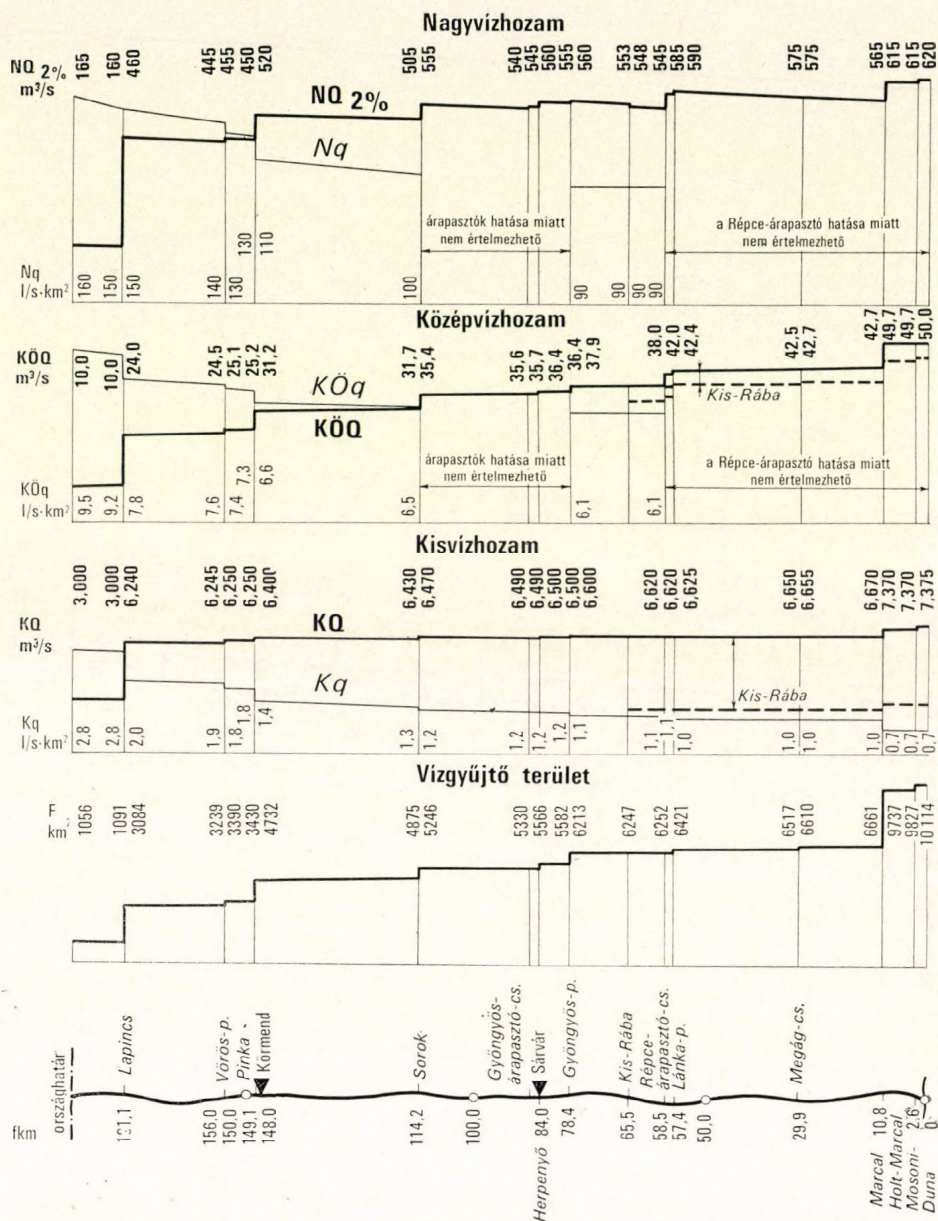 Nagyvízhozam
NQ 2%
m³/s
165
160
460
445
455
450
520
505
555
540
545
560
555
560
553
548
545
585
590
575
575
565
615
615
620
NQ 2%
Nq
árapasztók hatása miatt
nem értelmezhető
a Répce-árapasztó hatása miatt
nem értelmezhető
Nq
l/s·km²
160
150
150
140
130
130
110
100
90
90
90
90
Középvízhozam
KÖQ
m³/s
10,0
10,0
24,0
24,5
25,1
25,2
31,2
31,7
35,4
35,6
35,7
36,4
36,4
37,9
38,0
42,0
42,4
42,5
42,7
42,7
49,7
49,7
50,0
KÖq
KÖQ
Kis-Rába
árapasztók hatása miatt
nem értelmezhető
a Répce-árapasztó hatása miatt
nem értelmezhető
KÖq
l/s·km²
9,5
9,2
7,8
7,6
7,4
7,3
6,6
6,5
6,1
6,1
Kisvízhozam
KQ
m³/s
3,000
3,000
6,240
6,245
6,250
6,250
6,400
6,430
6,470
6,490
6,490
6,500
6,500
6,600
6,620
6,620
6,625
6,650
6,655
6,670
7,370
7,370
7,375
KQ
Kq
Kis-Rába
Kq
l/s·km²
2,8
2,8
2,0
1,9
1,8
1,8
1,4
1,3
1,2
1,2
1,2
1,2
1,1
1,1
1,1
1,0
1,0
1,0
1,0
0,7
0,7
0,7
Vízgyűjtő terület
F
km²
1056
1091
3084
3239
3390
3430
4732
4875
5246
5330
5566
5582
6213
6247
6252
6421
6517
6610
6661
9737
9827
10114
országhatár
Lapincs
Vörös-p.
Pinka
Körmend
Sorok
Gyöngyös-
árapasztó-cs.
Sárvár
Gyöngyös-p.
Kis-Rába
Répce-
árapasztó-cs.
Lánka-p.
Megág-cs.
fkm
156,0
150,0
149,1
148,0
114,2
100,0
Herpenyő 84,0
78,4
65,5
58,5
57,4
50,0
29,9
Marcal 10,8
Holt-Marcal
Mosoni- 2,6
Duna 0,